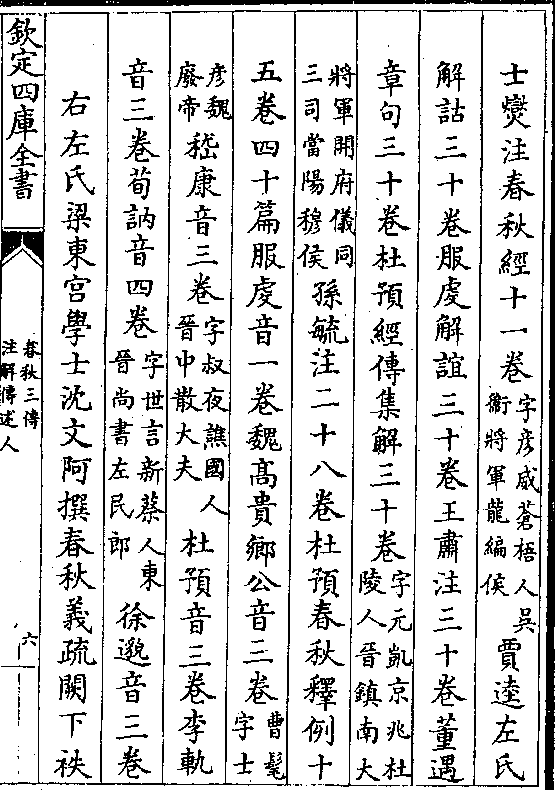 士燮注春秋經十一卷字彦威蒼梧人吳衛將軍龍編侯賈逵左氏
解詁三十卷服虔解誼三十卷王肅注三十卷董遇
章句三十卷杜預經傳集解三十卷字元凱京兆杜陵人晉鎮南大
將軍開府儀同三司當陽穆侯孫毓注二十八卷杜預春秋釋例十
五卷四十篇服虔音一卷魏髙貴鄉公音三卷曹髦字士
彦魏廢帝嵇康音三卷字叔夜譙國人晉中散大夫杜預音三卷李軌
音三卷荀訥音四卷字世言新蔡人東晉尚書左民郎徐邈音三卷
右左氏梁東宫學士沈文阿撰春秋義疏闕下袟
欽定四庫全書
春秋三傳
注解傳述人
六